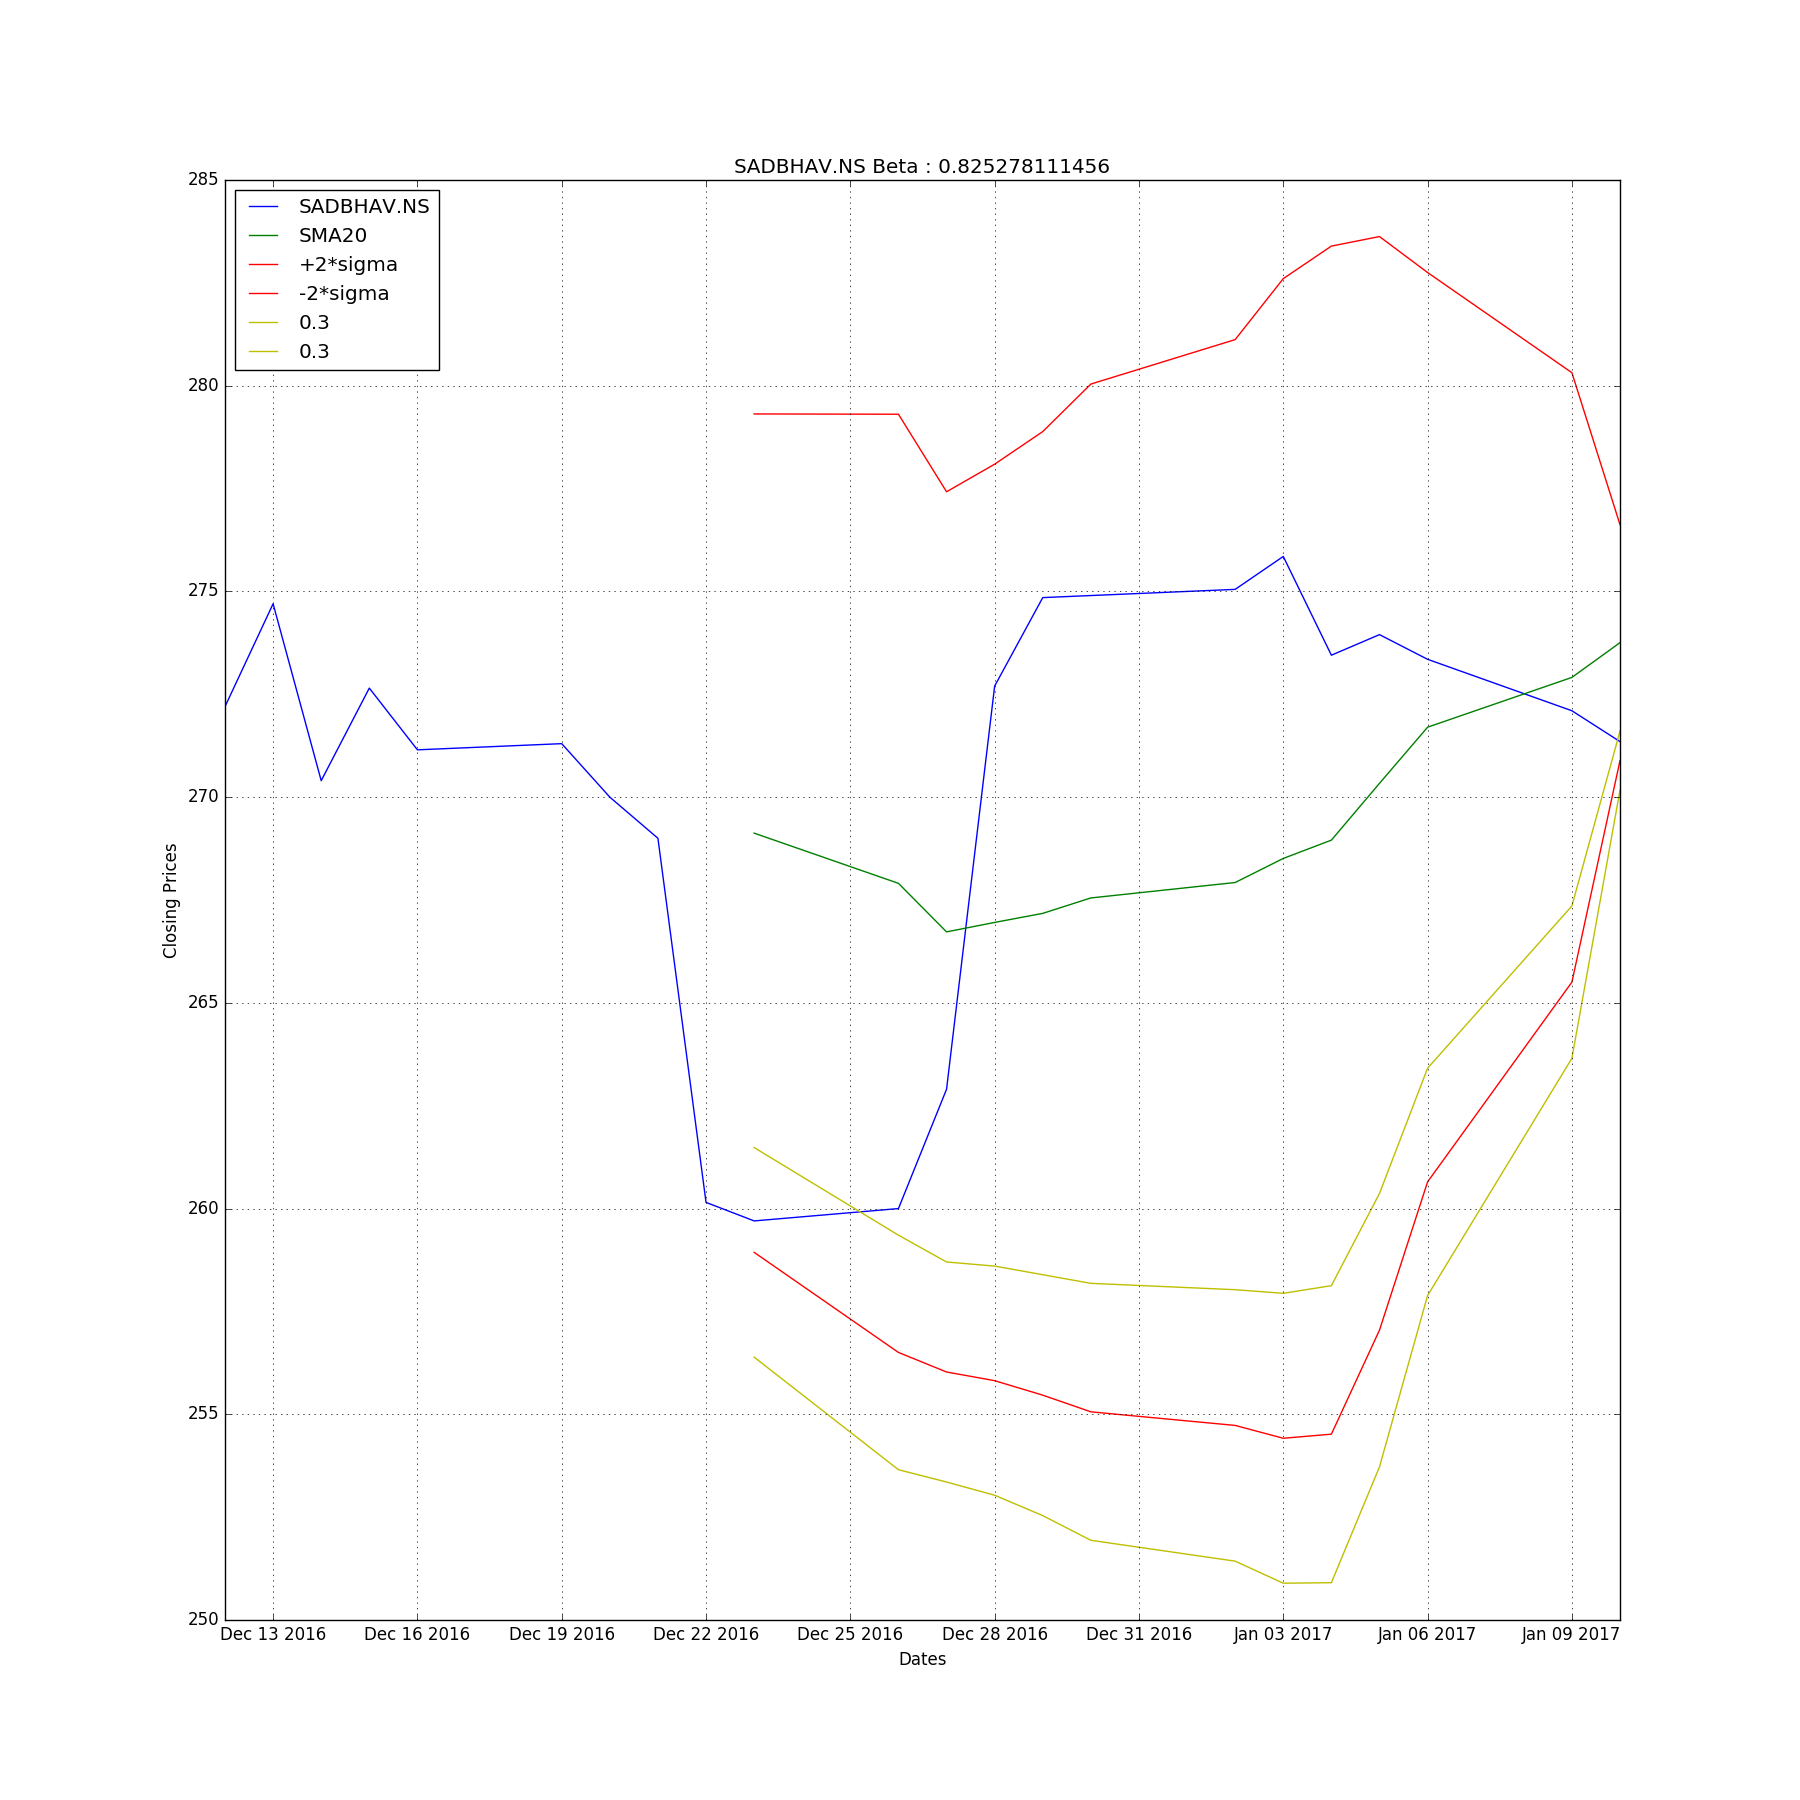 SADBHAV.NS Beta : 0.825278111456
285
280
275
270
265
260
255
250
SADBHAV.NS
SMA20
+2*sigma
-2*sigma
0.3
0.3
Closing Prices
Dec 13 2016 Dec 16 2016 Dec 19 2016 Dec 22 2016 Dec 25 2016 Dec 28 2016 Dec 31 2016 Jan 03 2017 Jan 06 2017 Jan 09 2017
Dates